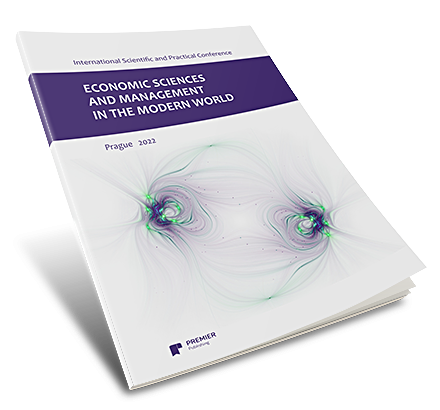 International Scientific and Practical Conference
ECONOMIC SCIENCES
AND MANAGEMENT
IN THE MODERN WORLD
Prague 2022
PREMIER
Publishing